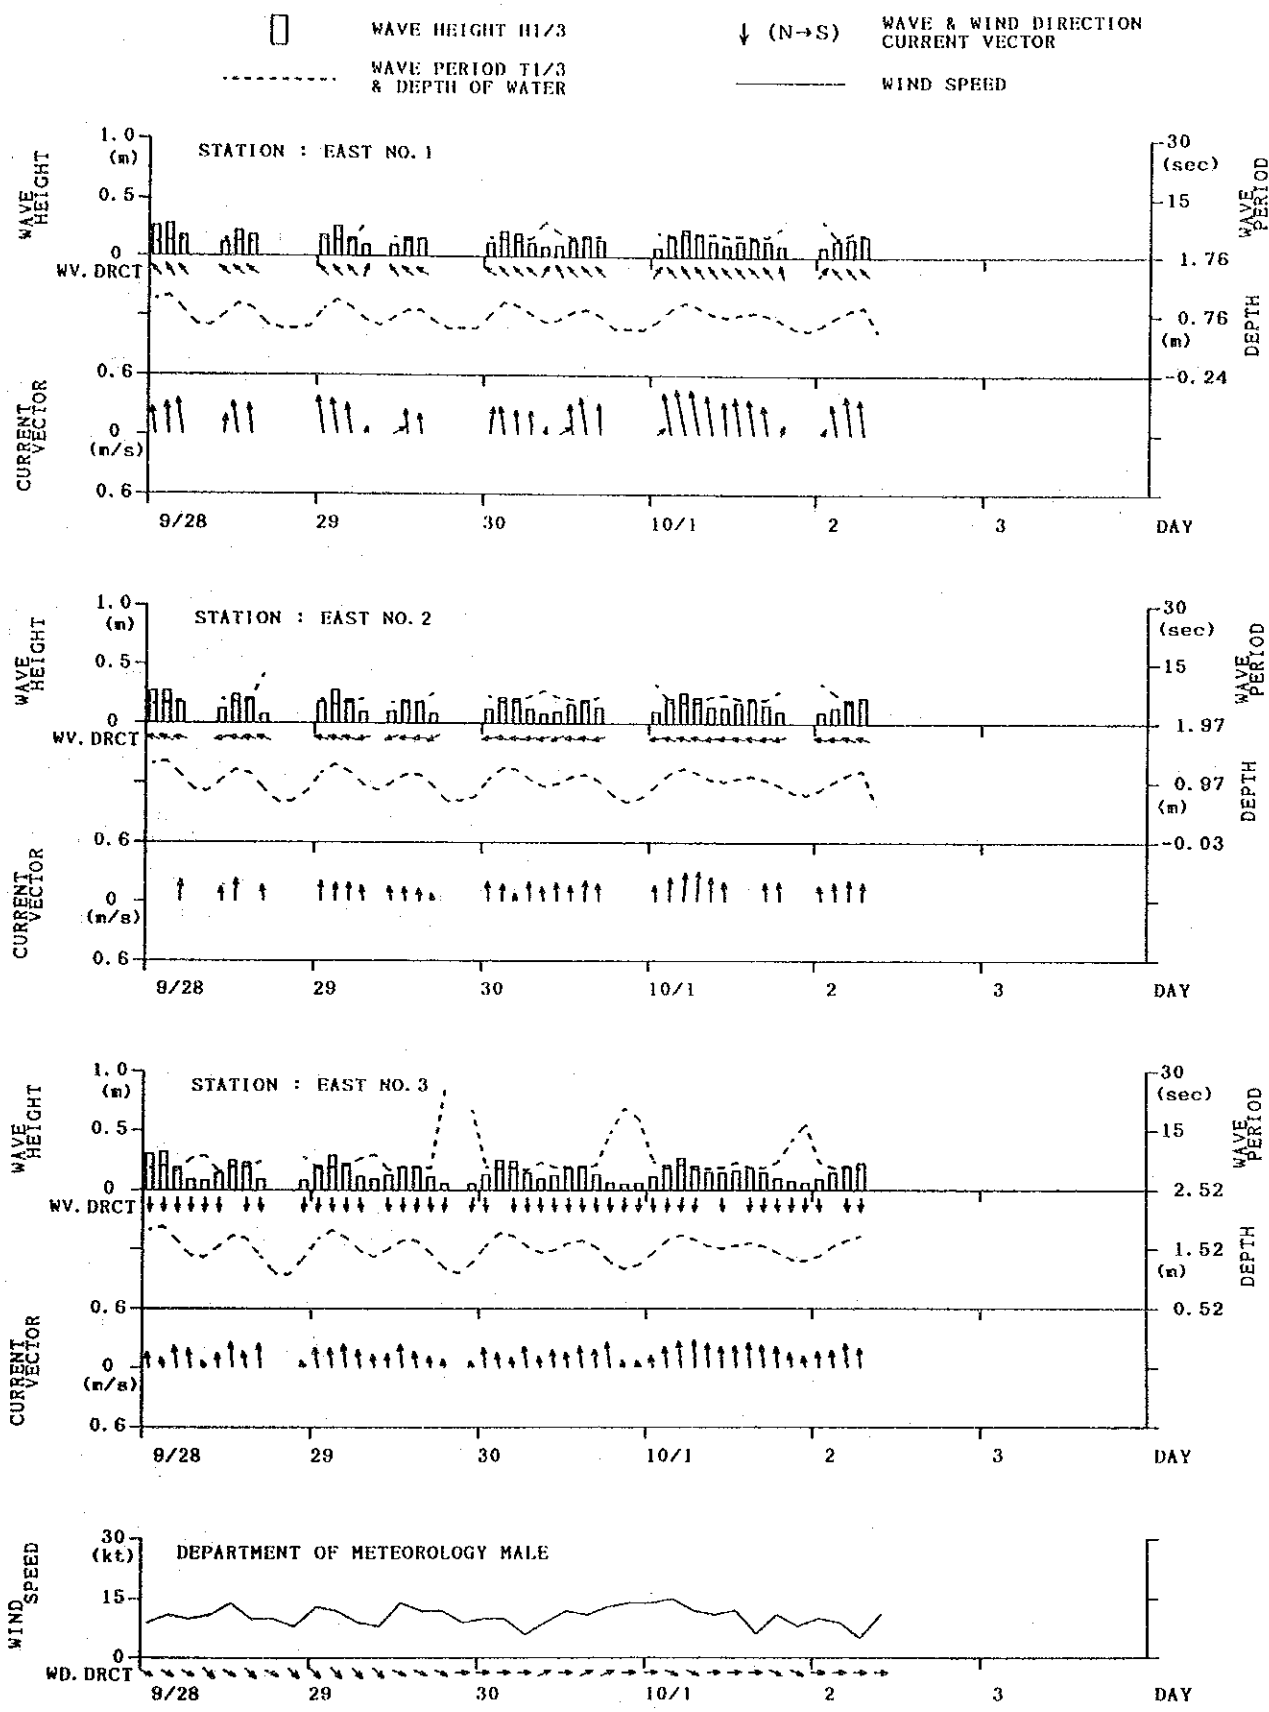 WAVE HEIGHT H1/3
(N→S) WAVE & WIND DIRECTION
CURRENT VECTOR
WAVE PERIOD T1/3
& DEPTH OF WATER
WIND SPEED
1.0
(m)
STATION : EAST NO.1
30
(sec)
WAVE
HEIGHT
0.5
15
WAVE
PERIOD
0
1.76
WV.DRCT
0.76
(m)
DEPTH
0.6
-0.24
CURRENT
VECTOR
0
(m/s)
0.6
9/28 29 30 10/1 2 3 DAY
1.0
(m)
STATION : EAST NO.2
30
(sec)
WAVE
HEIGHT
0.5
15
WAVE
PERIOD
0
1.97
WV.DRCT
0.97
(m)
DEPTH
0.6
-0.03
CURRENT
VECTOR
0
(m/s)
0.6
9/28 29 30 10/1 2 3 DAY
1.0
(m)
STATION : EAST NO.3
30
(sec)
WAVE
HEIGHT
0.5
15
WAVE
PERIOD
0
2.52
WV.DRCT
1.52
(m)
DEPTH
0.6
0.52
CURRENT
VECTOR
0
(m/s)
0.6
9/28 29 30 10/1 2 3 DAY
30
(kt)
DEPARTMENT OF METEOROLOGY MALE
WIND
SPEED
15
0
WD.DRCT
9/28 29 30 10/1 2 3 DAY